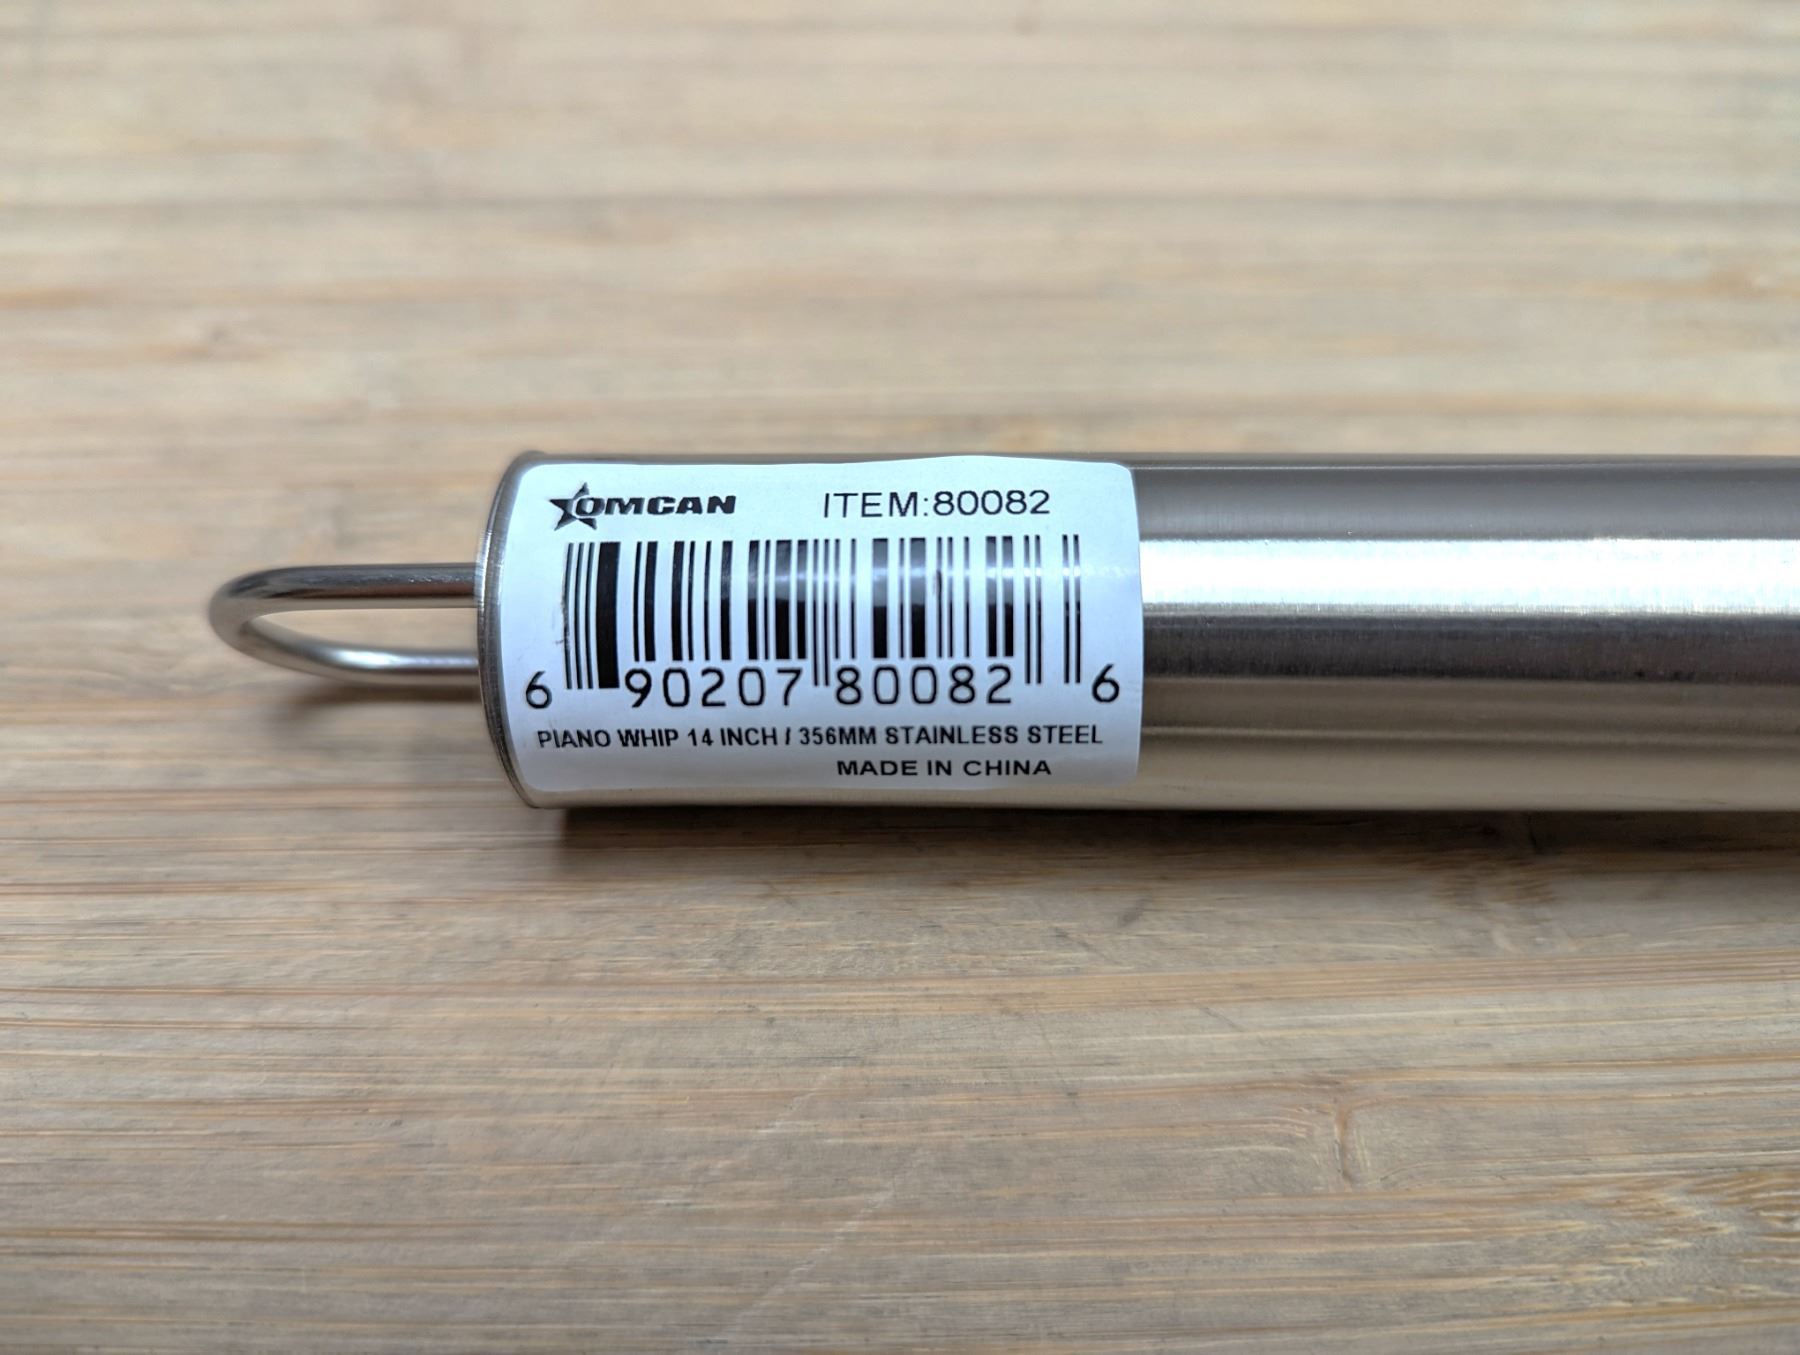 OMCAN ITEM:80082
6 90207 80082 6
PIANO WHIP 14 INCH / 356MM STAINLESS STEEL
MADE IN CHINA